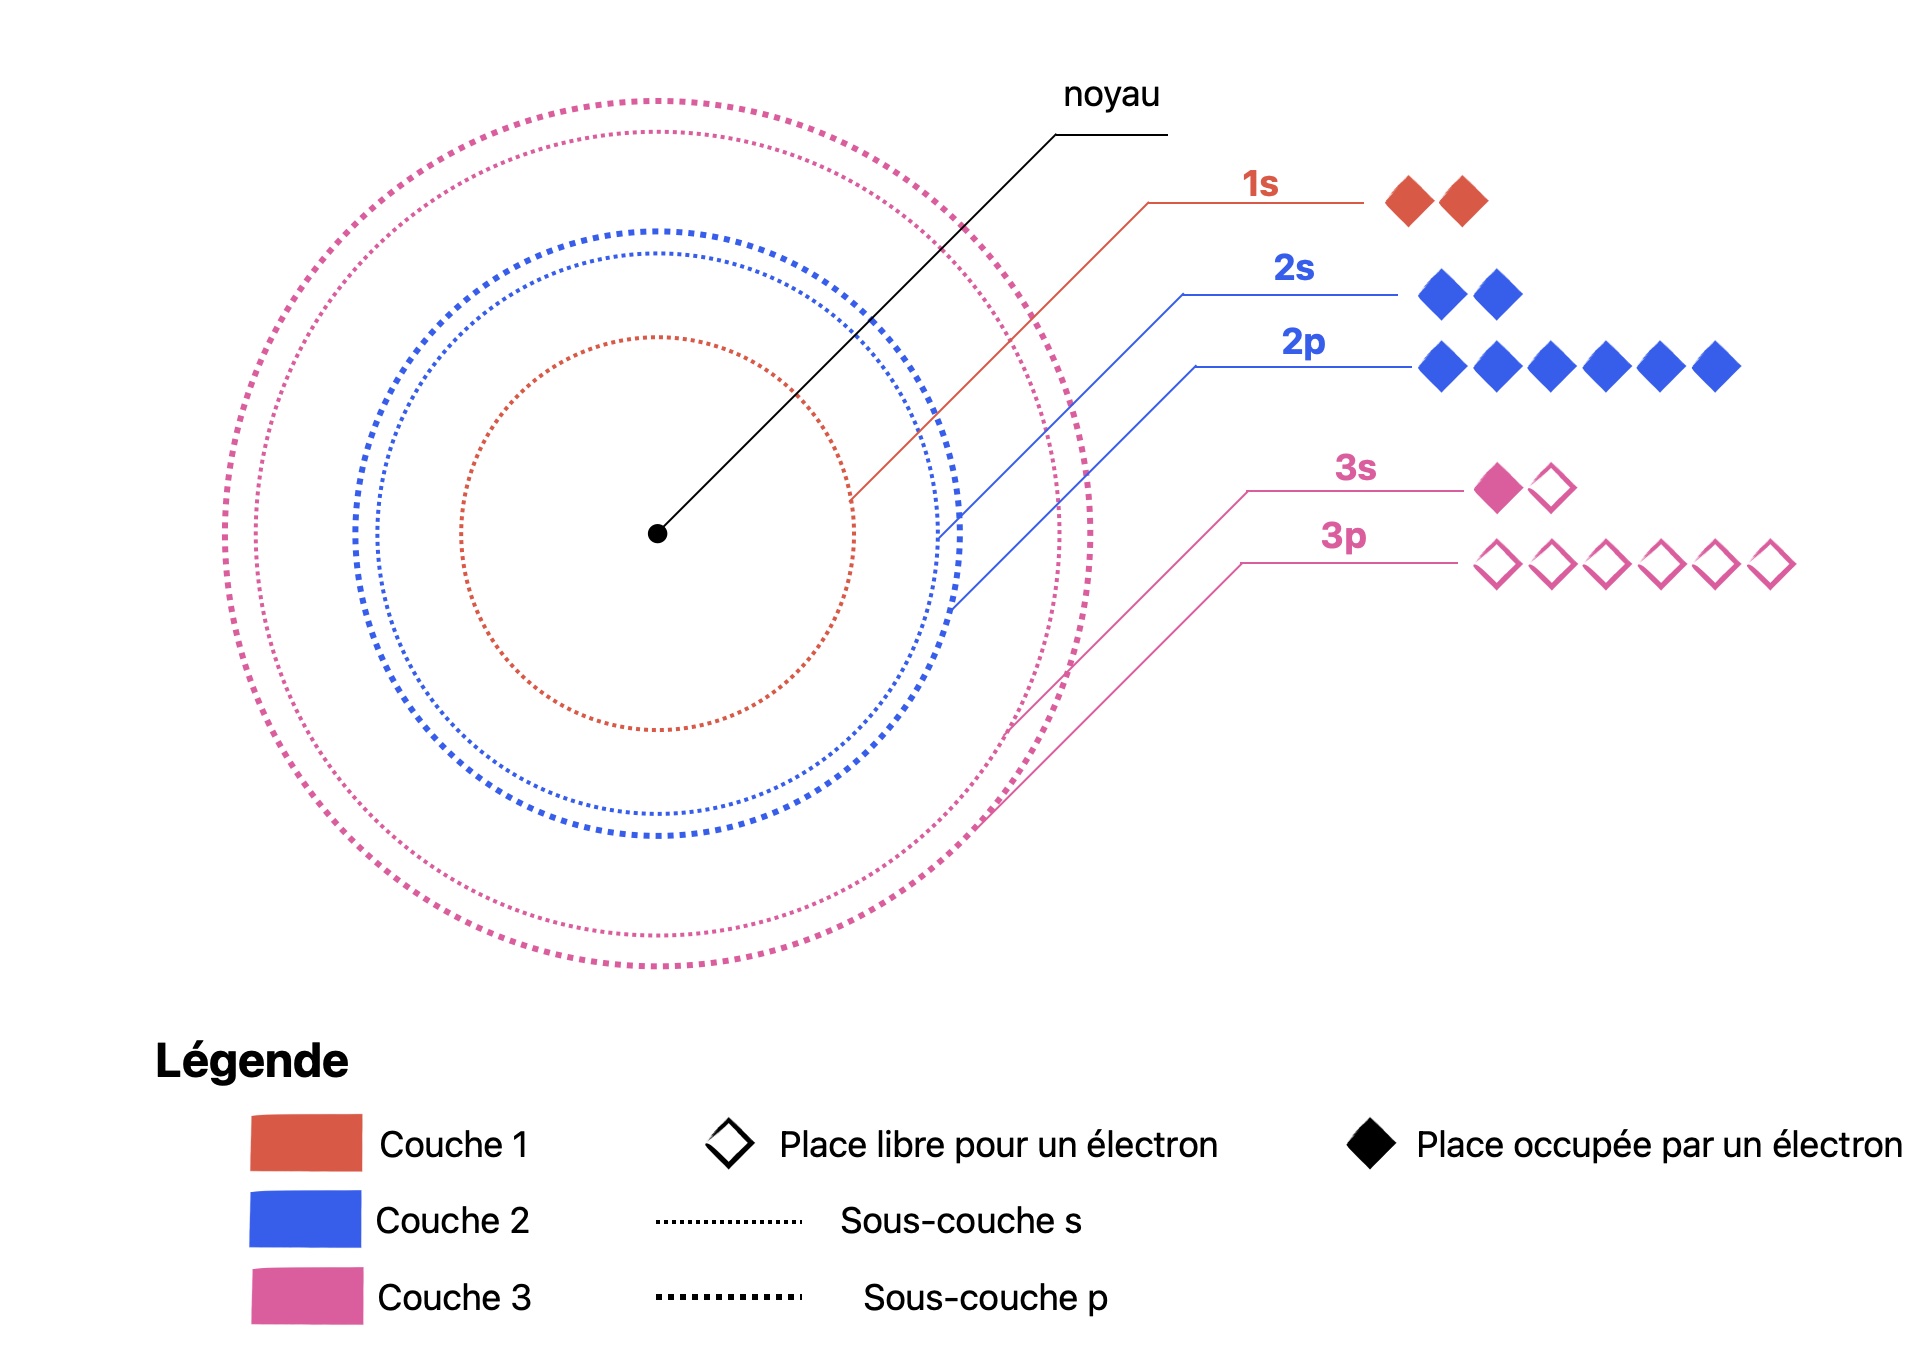 noyau
1s
2s
2p
3s
3p
Légende
Couche 1
Place libre pour un électron
Place occupée par un électron
Couche 2
Sous-couche s
Couche 3
Sous-couche p